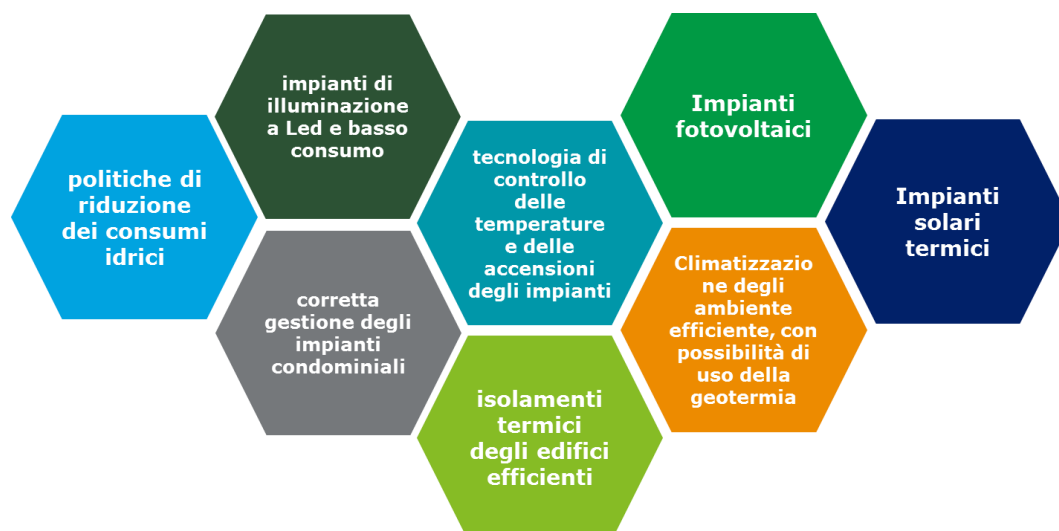 politiche di
riduzione
dei consumi
idrici
impianti di
illuminazione
a Led e basso
consumo
corretta
gestione degli
impianti
condominiali
tecnologia di
controllo
delle
temperature
e delle
accensioni
degli impianti
isolamenti
termici
degli edifici
efficienti
Impianti
fotovoltaici
Climatizzazio
ne degli
ambiente
efficiente, con
possibilità di
uso della
geotermia
Impianti
solari
termici